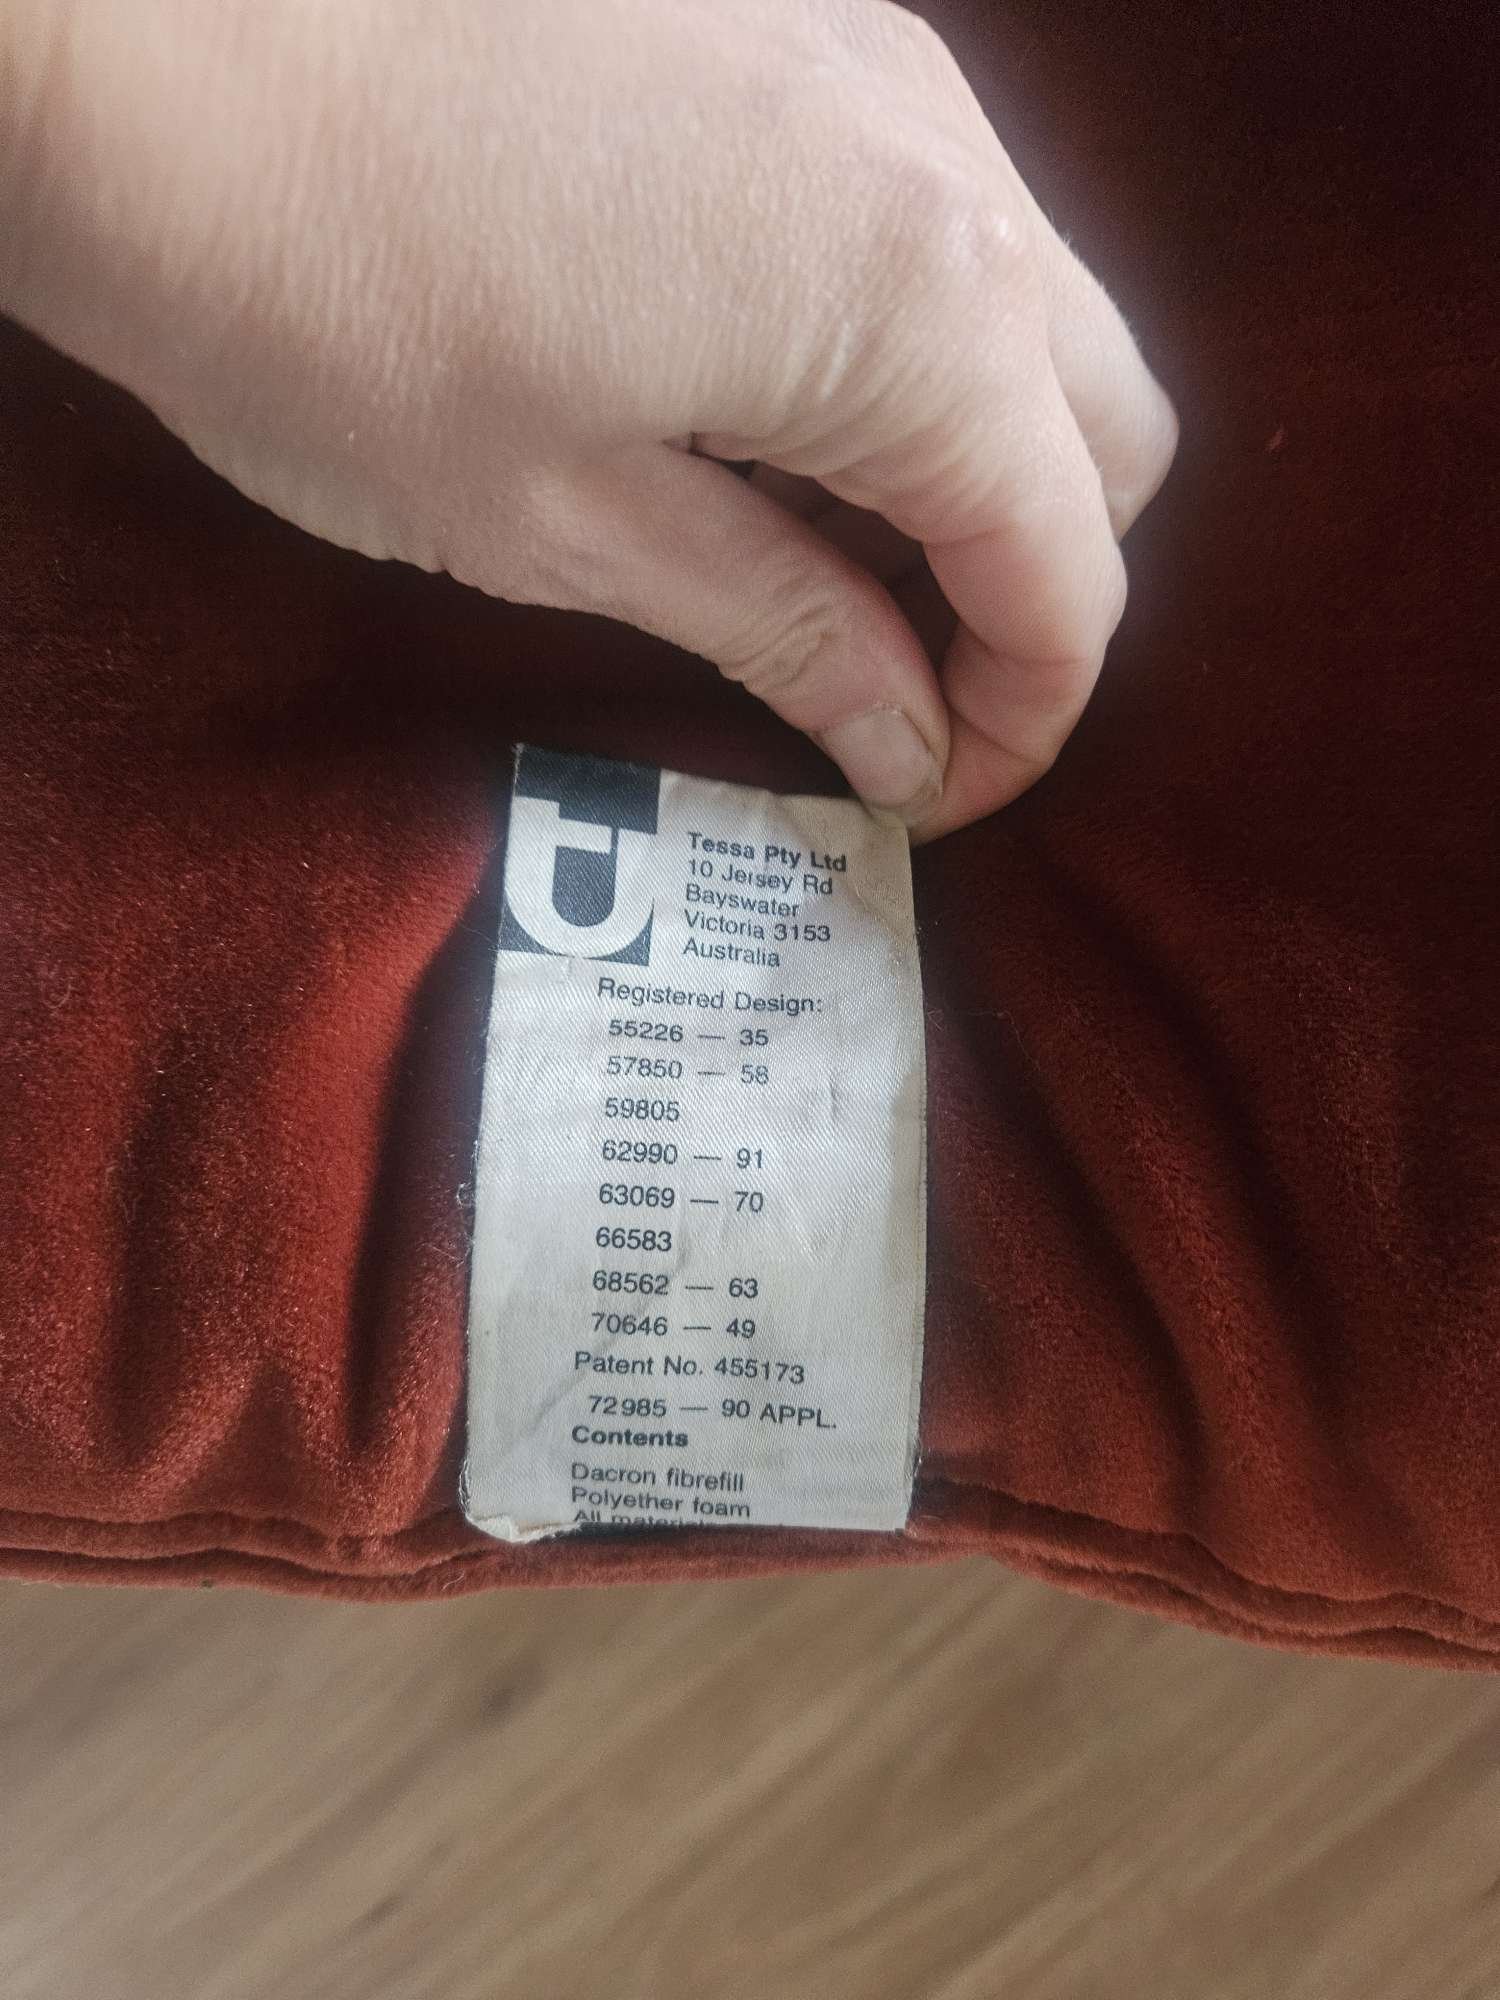 t
Tessa Pty Ltd
10 Jersey Rd
Bayswater
Victoria 3153
Australia
Registered Design:
55226 — 35
57850 — 58
59805
62990 — 91
63069 — 70
66583
68562 — 63
70646 — 49
Patent No. 455173
72985 — 90 APPL.
Contents
Dacron fibrefill
Polyether foam
All